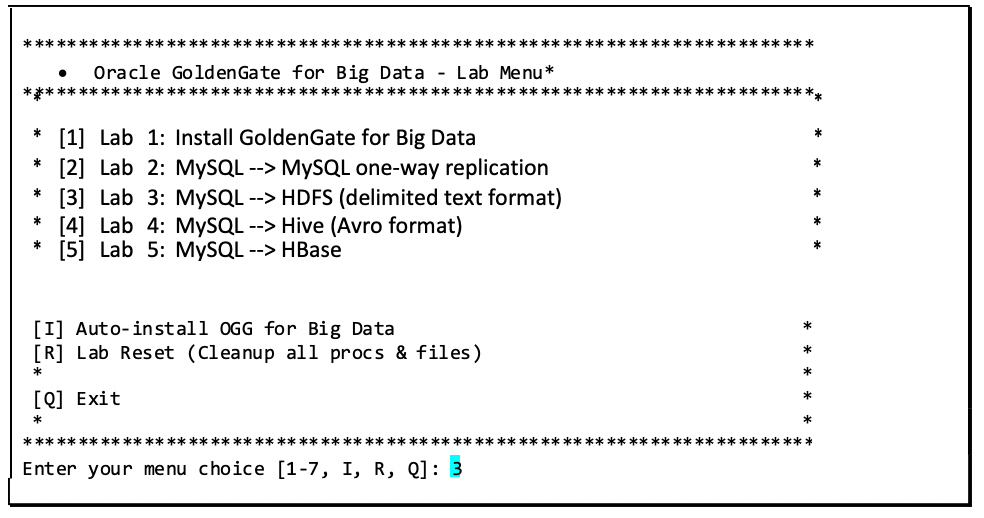 ************************************************************************
• Oracle GoldenGate for Big Data - Lab Menu*
************************************************************************
* *
* [1] Lab 1: Install GoldenGate for Big Data *
* [2] Lab 2: MySQL --> MySQL one-way replication *
* [3] Lab 3: MySQL --> HDFS (delimited text format) *
* [4] Lab 4: MySQL --> Hive (Avro format) *
* [5] Lab 5: MySQL --> HBase *
[I] Auto-install OGG for Big Data *
[R] Lab Reset (Cleanup all procs & files) *
* *
[Q] Exit *
* *
************************************************************************
Enter your menu choice [1-7, I, R, Q]: 3